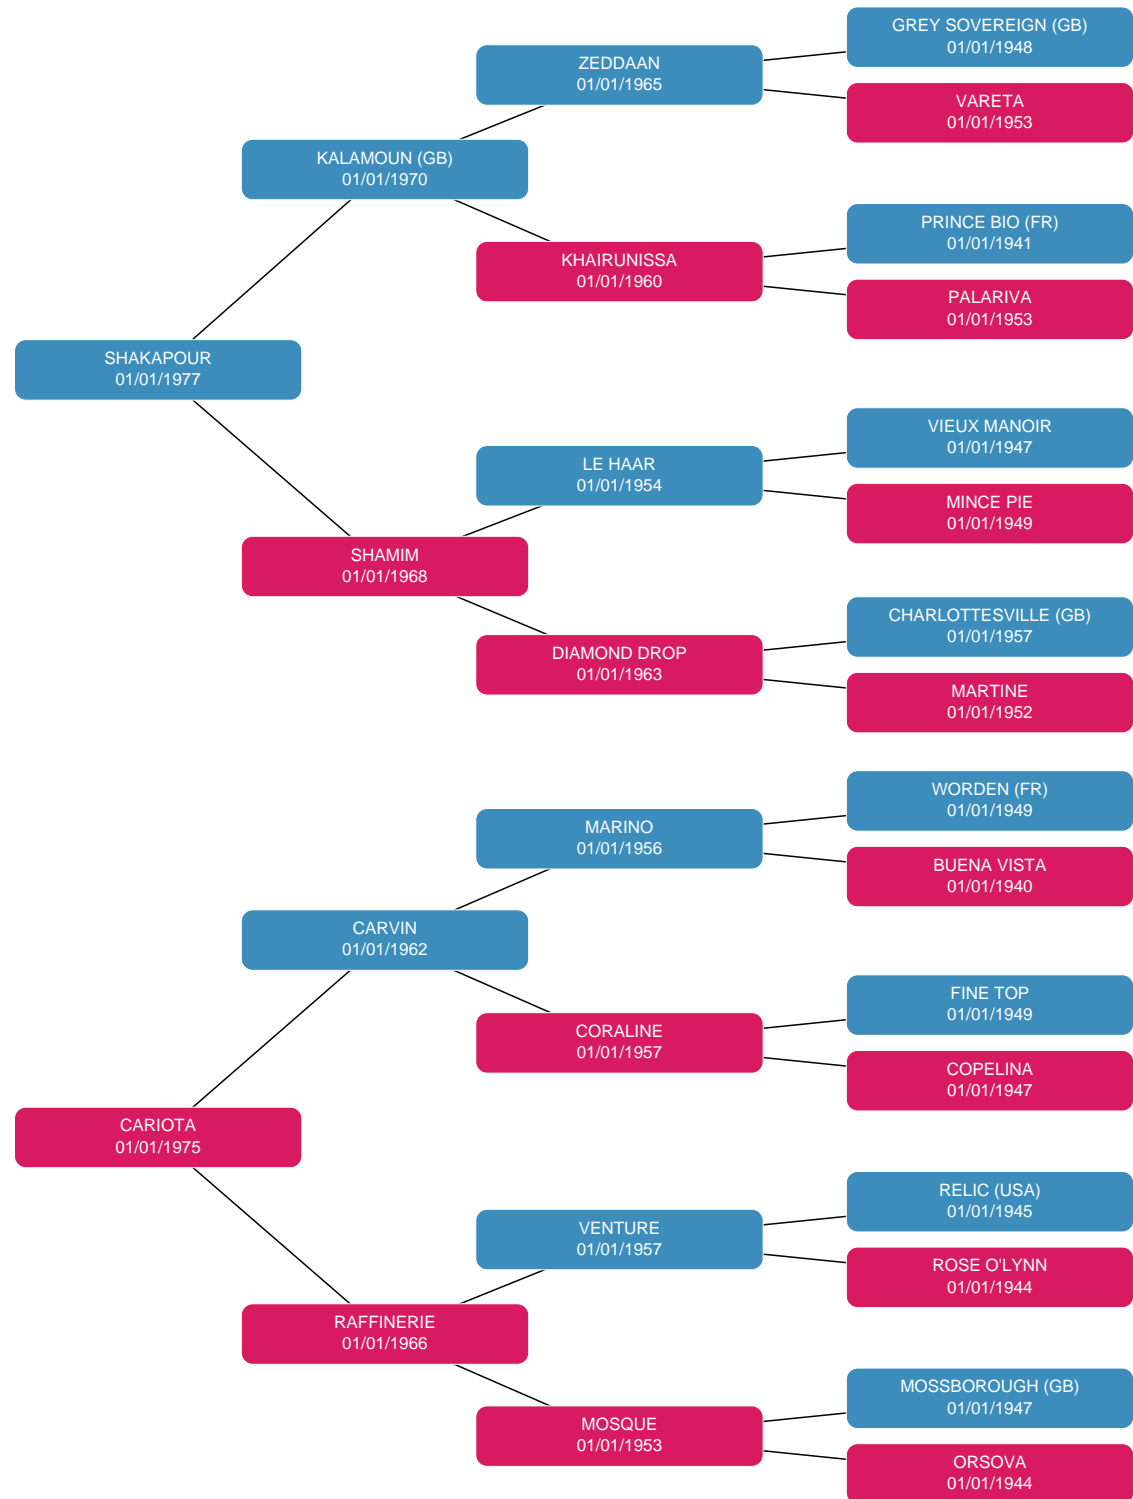 GREY SOVEREIGN (GB)
01/01/1948
ZEDDAAN
01/01/1965
VARETA
01/01/1953
KALAMOUN (GB)
01/01/1970
PRINCE BIO (FR)
01/01/1941
KHAIRUNISSA
01/01/1960
PALARIVA
01/01/1953
SHAKAPOUR
01/01/1977
VIEUX MANOIR
01/01/1947
LE HAAR
01/01/1954
MINCE PIE
01/01/1949
SHAMIM
01/01/1968
CHARLOTTESVILLE (GB)
01/01/1957
DIAMOND DROP
01/01/1963
MARTINE
01/01/1952
WORDEN (FR)
01/01/1949
MARINO
01/01/1956
BUENA VISTA
01/01/1940
CARVIN
01/01/1962
FINE TOP
01/01/1949
CORALINE
01/01/1957
COPELINA
01/01/1947
CARIOTA
01/01/1975
RELIC (USA)
01/01/1945
VENTURE
01/01/1957
ROSE O'LYNN
01/01/1944
RAFFINERIE
01/01/1966
MOSSBOROUGH (GB)
01/01/1947
MOSQUE
01/01/1953
ORSOVA
01/01/1944